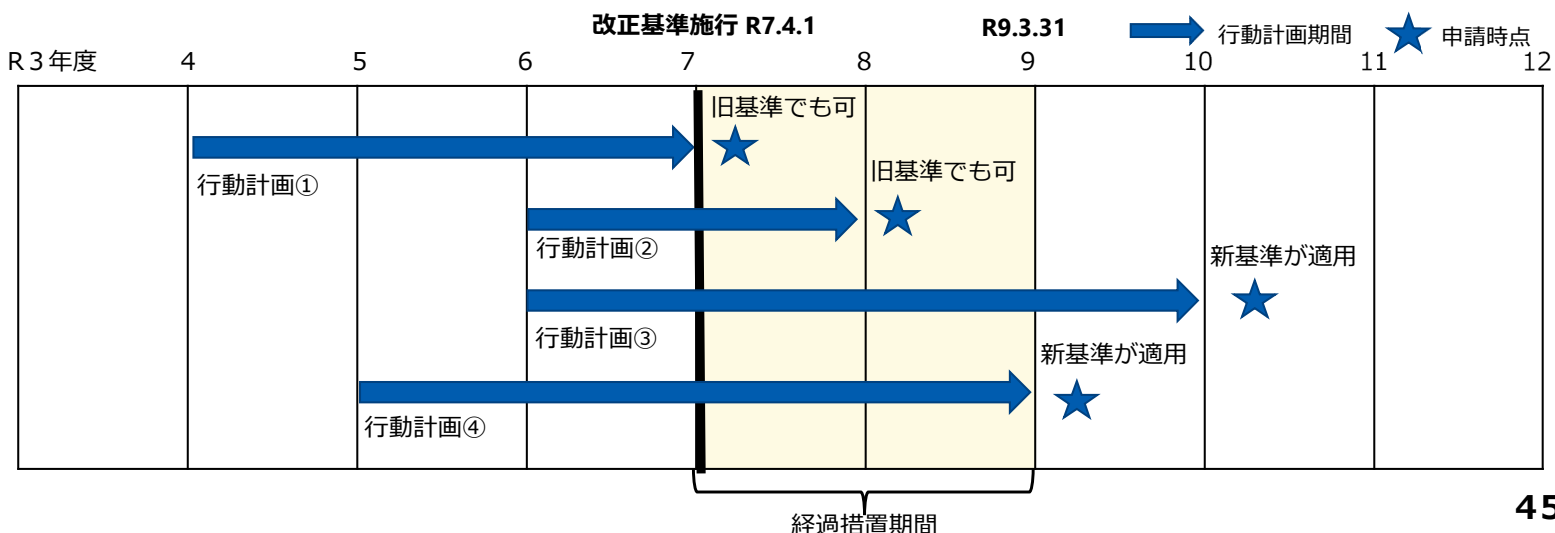 改正基準施行 R7.4.1 R9.3.31 行動計画期間 申請時点
R３年度 4 5 6 7 8 9 10 11 12
旧基準でも可
行動計画①
旧基準でも可
行動計画②
新基準が適用
行動計画③
新基準が適用
行動計画④
経過措置期間
45